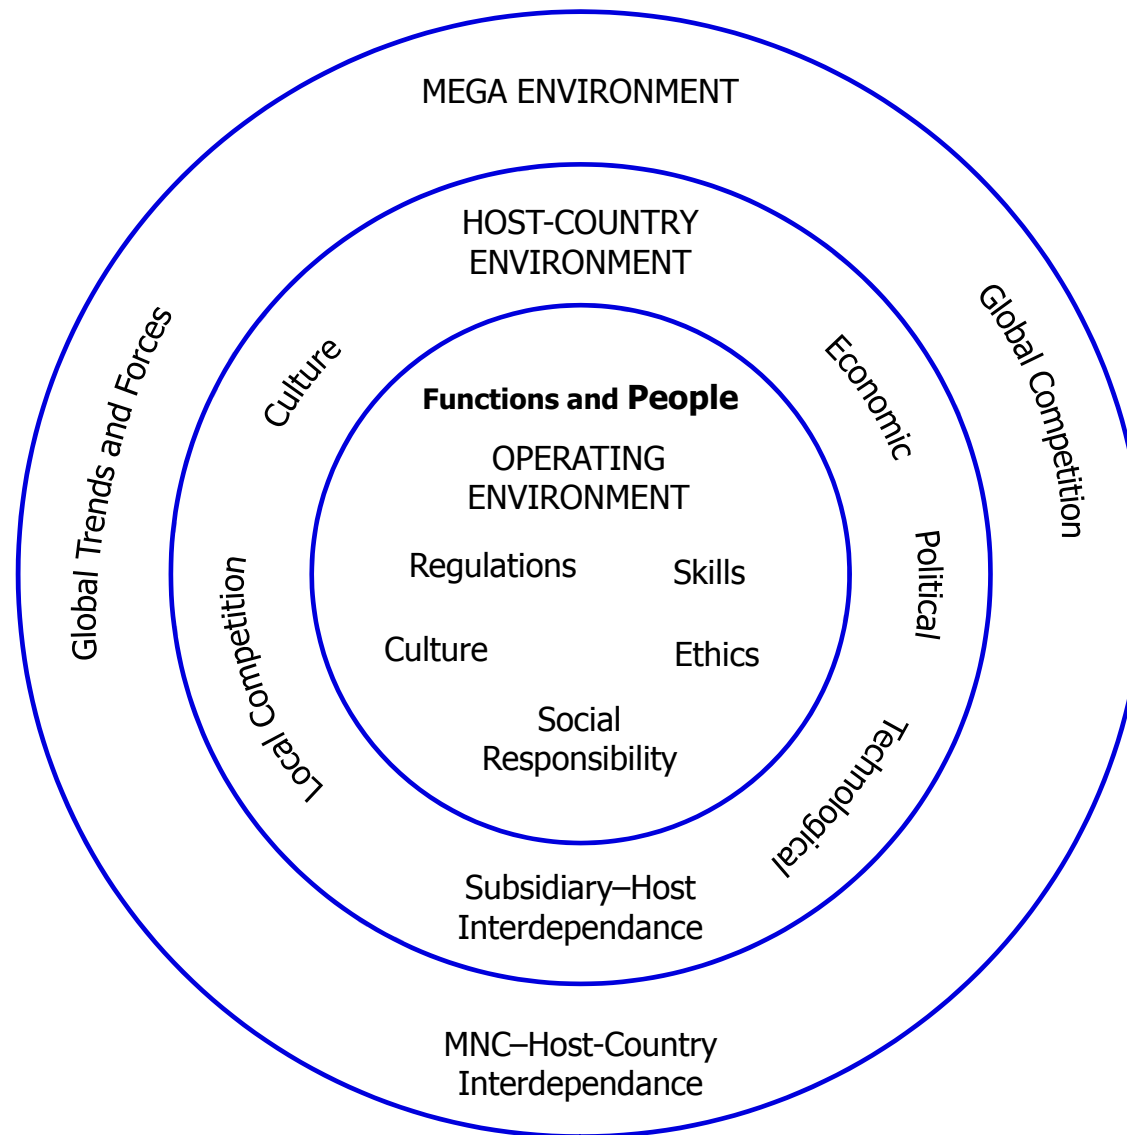 MEGA ENVIRONMENT
HOST-COUNTRY
ENVIRONMENT
Global Trends and Forces
Global Competition
Culture
Economic
Functions and People
OPERATING
ENVIRONMENT
Political
Local Competition
Regulations
Skills
Culture
Ethics
Social
Responsibility
Technological
Subsidiary–Host
Interdependance
MNC–Host-Country
Interdependance